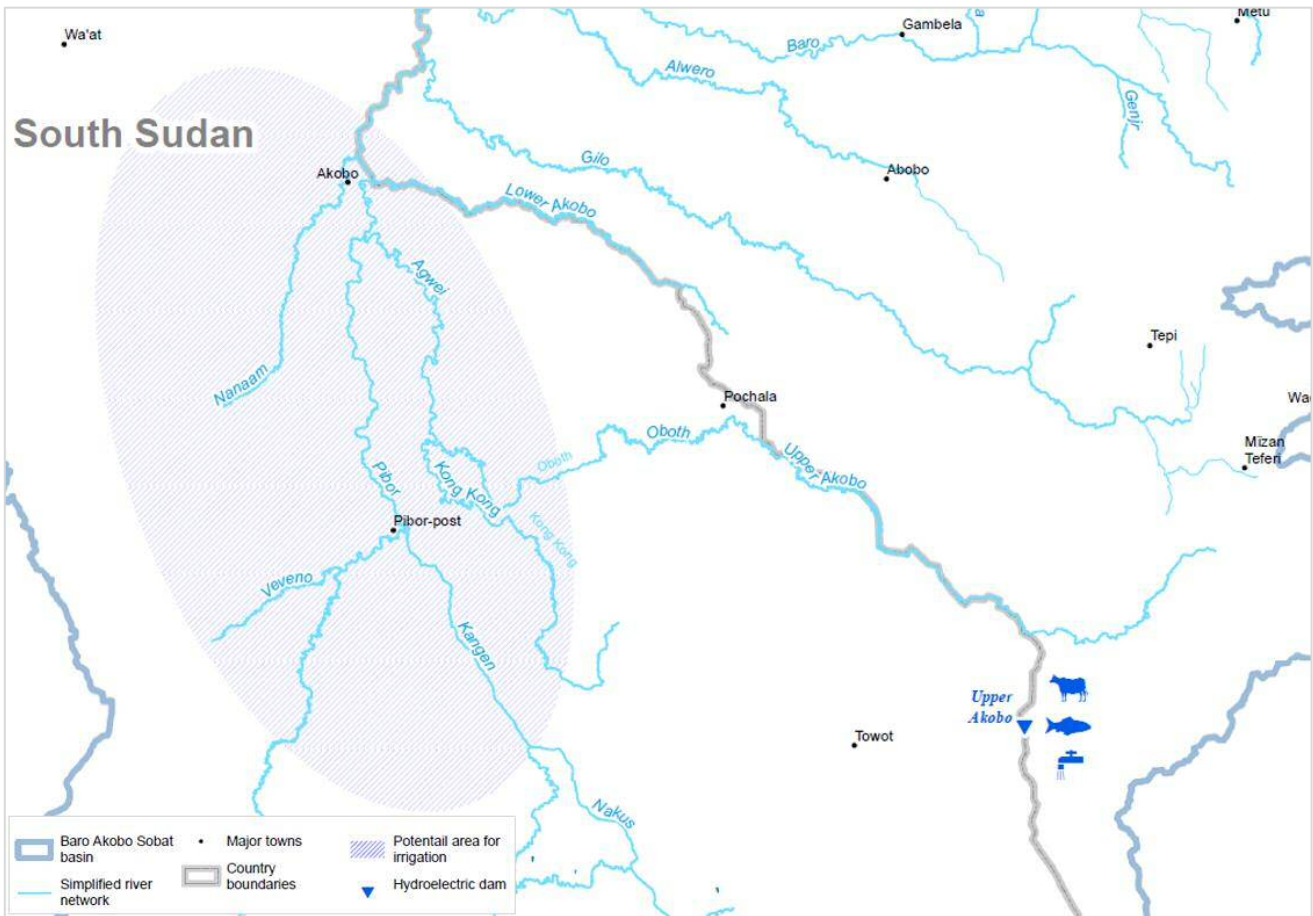 Metu
Wa'at
Gambela
Baro
Alwero
Genjr
South Sudan
Gilo
Abobo
Akobo
Lower Akobo
Agwei
Tepi
Nanaam
Pochala
Oboth
Oboth
Upper Akobo
Mizan
Teferi
Pibor
Kong Kong
Kong Kong
Pibor-post
Veveno
Kangen
Upper
Akobo
Towot
Nakus
Baro Akobo Sobat
basin
Major towns
Potentail area for
irrigation
Simplified river
network
Country
boundaries
Hydroelectric dam